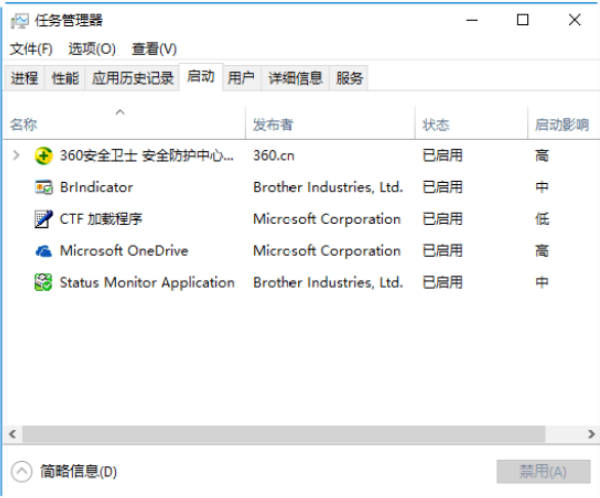 任务管理器
文件(F) 选项(O) 查看(V)
进程 性能 应用历史记录 启动 用户 详细信息 服务
名称 发布者 状态 启动影响
360安全卫士 安全防护中心... 360.cn 已启用 高
BrIndicator Brother Industries, Ltd. 已启用 中
CTF 加载程序 Microsoft Corporation 已启用 低
Microsoft OneDrive Microsoft Corporation 已启用 高
Status Monitor Application Brother Industries, Ltd. 已启用 中
简略信息(D) 禁用(A)